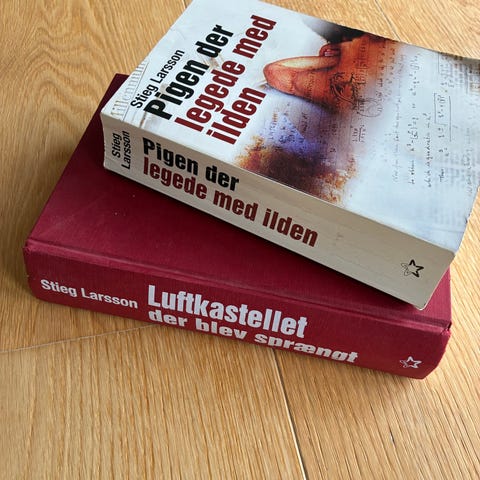 Stieg Larsson
Pigen der
legede med
ilden
Stieg
Larsson
Pigen der
legede med ilden
Stieg Larsson
Luftkastellet
der blev sprængt